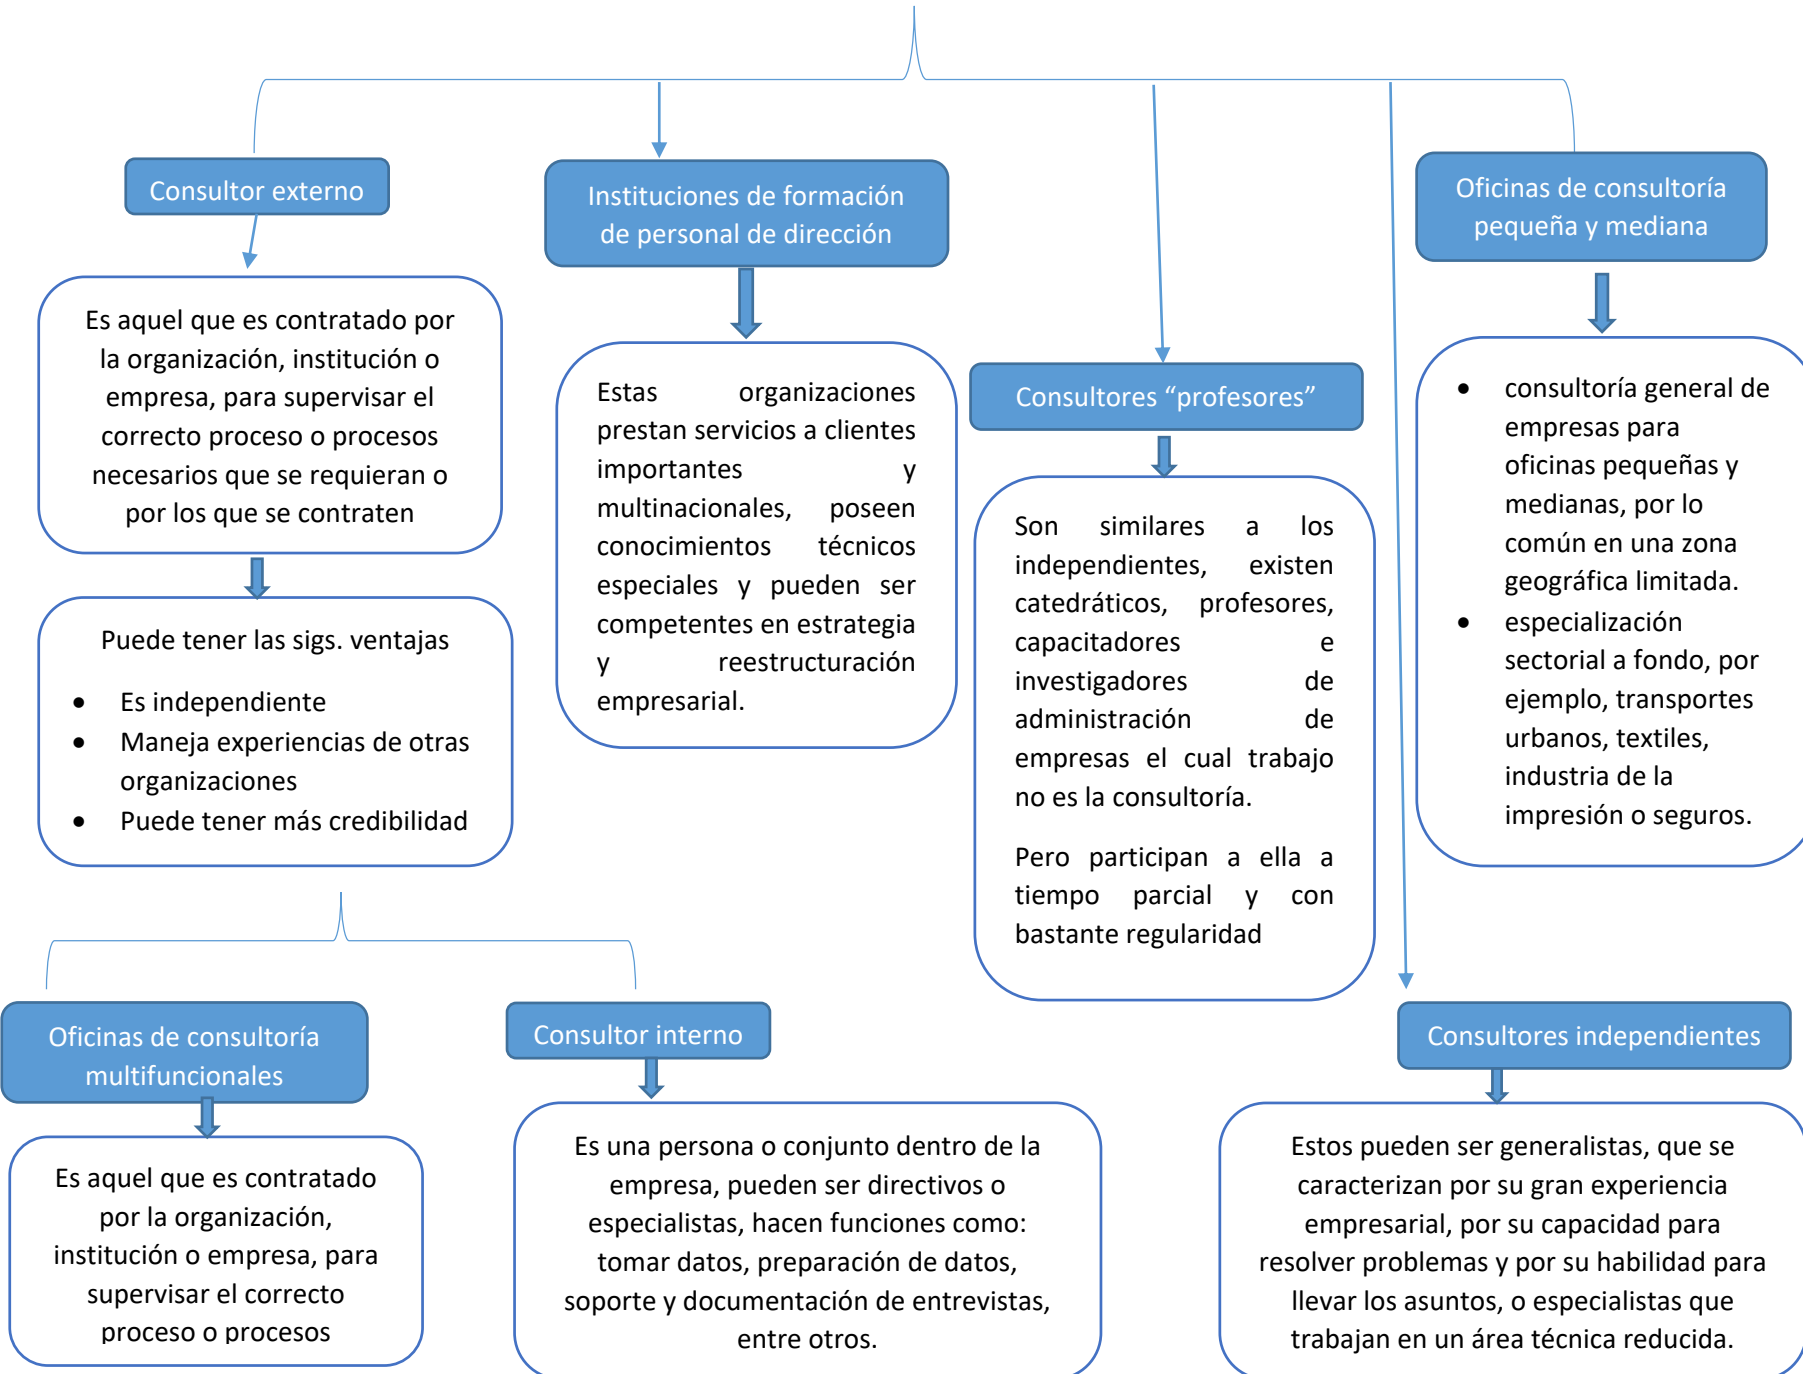 Consultor externo
Es aquel que es contratado por
la organización, institución o
empresa, para supervisar el
correcto proceso o procesos
necesarios que se requieran o
por los que se contraten
Puede tener las sigs. ventajas
• Es independiente
• Maneja experiencias de otras
organizaciones
• Puede tener más credibilidad
Instituciones de formación
de personal de dirección
Estas organizaciones
prestan servicios a clientes
importantes y
multinacionales, poseen
conocimientos técnicos
especiales y pueden ser
competentes en estrategia
y reestructuración
empresarial.
Consultores “profesores”
Son similares a los
independientes, existen
catedráticos, profesores,
capacitadores e
investigadores de
administración de
empresas el cual trabajo
no es la consultoría.
Pero participan a ella a
tiempo parcial y con
bastante regularidad
Oficinas de consultoría
pequeña y mediana
• consultoría general de
empresas para
oficinas pequeñas y
medianas, por lo
común en una zona
geográfica limitada.
• especialización
sectorial a fondo, por
ejemplo, transportes
urbanos, textiles,
industria de la
impresión o seguros.
Oficinas de consultoría
multifuncionales
Es aquel que es contratado
por la organización,
institución o empresa, para
supervisar el correcto
proceso o procesos
Consultor interno
Es una persona o conjunto dentro de la
empresa, pueden ser directivos o
especialistas, hacen funciones como:
tomar datos, preparación de datos,
soporte y documentación de entrevistas,
entre otros.
Consultores independientes
Estos pueden ser generalistas, que se
caracterizan por su gran experiencia
empresarial, por su capacidad para
resolver problemas y por su habilidad para
llevar los asuntos, o especialistas que
trabajan en un área técnica reducida.